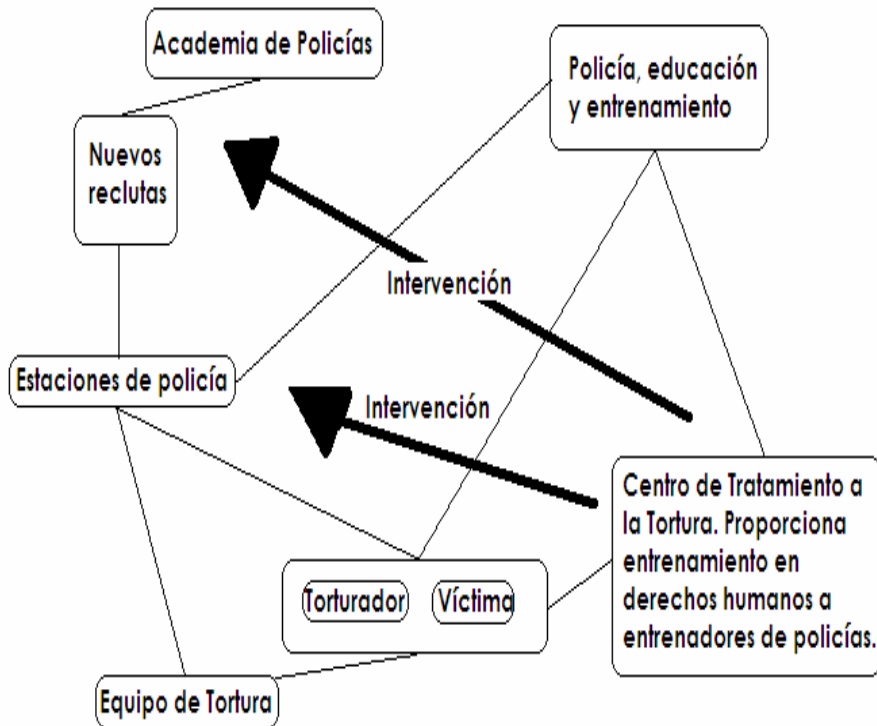 Academia de Policías
Policía, educación
y entrenamiento
Nuevos
reclutas
Intervención
Estaciones de policía
Intervención
Centro de Tratamiento a
la Tortura. Proporciona
entrenamiento en
derechos humanos a
entrenadores de policías.
Torturador
Víctima
Equipo de Tortura